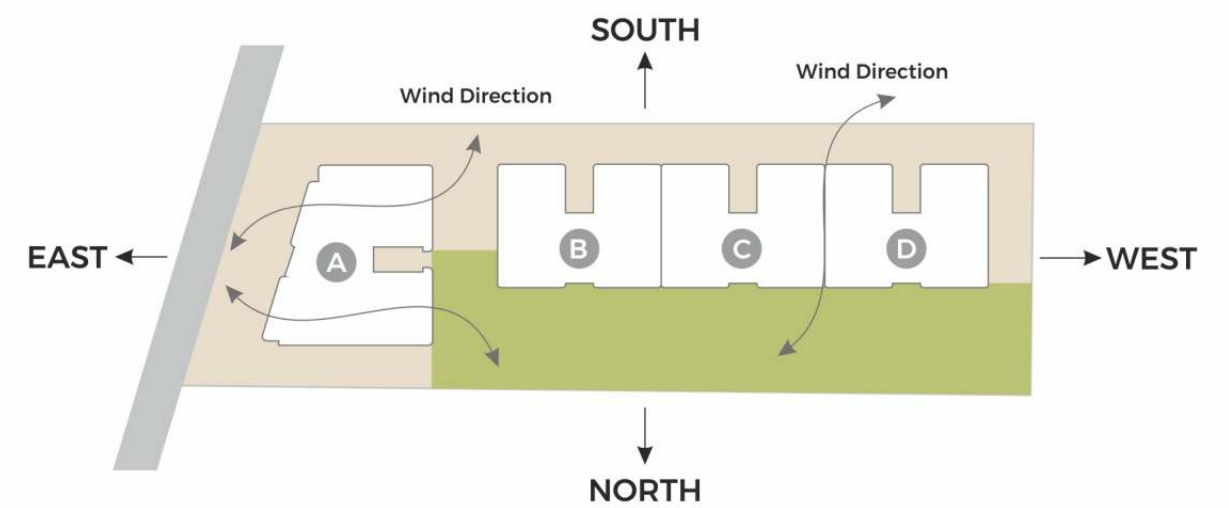 SOUTH
Wind Direction
Wind Direction
EAST
WEST
A
B
C
D
NORTH